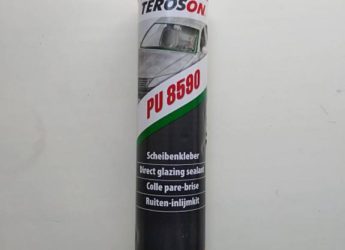 TEROSON
PU 8590
Scheibenkleber
Direct glazing sealant
Colle pare-brise
Ruiten-inlijmkit